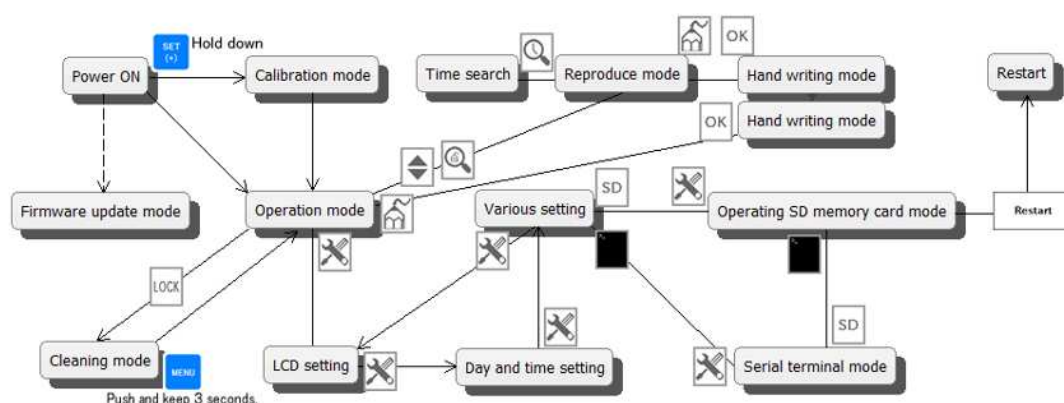 SET
(•)
Hold down
OK
Power ON
Calibration mode
Time search
Reproduce mode
Hand writing mode
Restart
OK
Hand writing mode
SD
Firmware update mode
Operation mode
Various setting
Operating SD memory card mode
Restart
LOCK
SD
Cleaning mode
MENU
LCD setting
Day and time setting
Serial terminal mode
Push and keep 3 seconds.